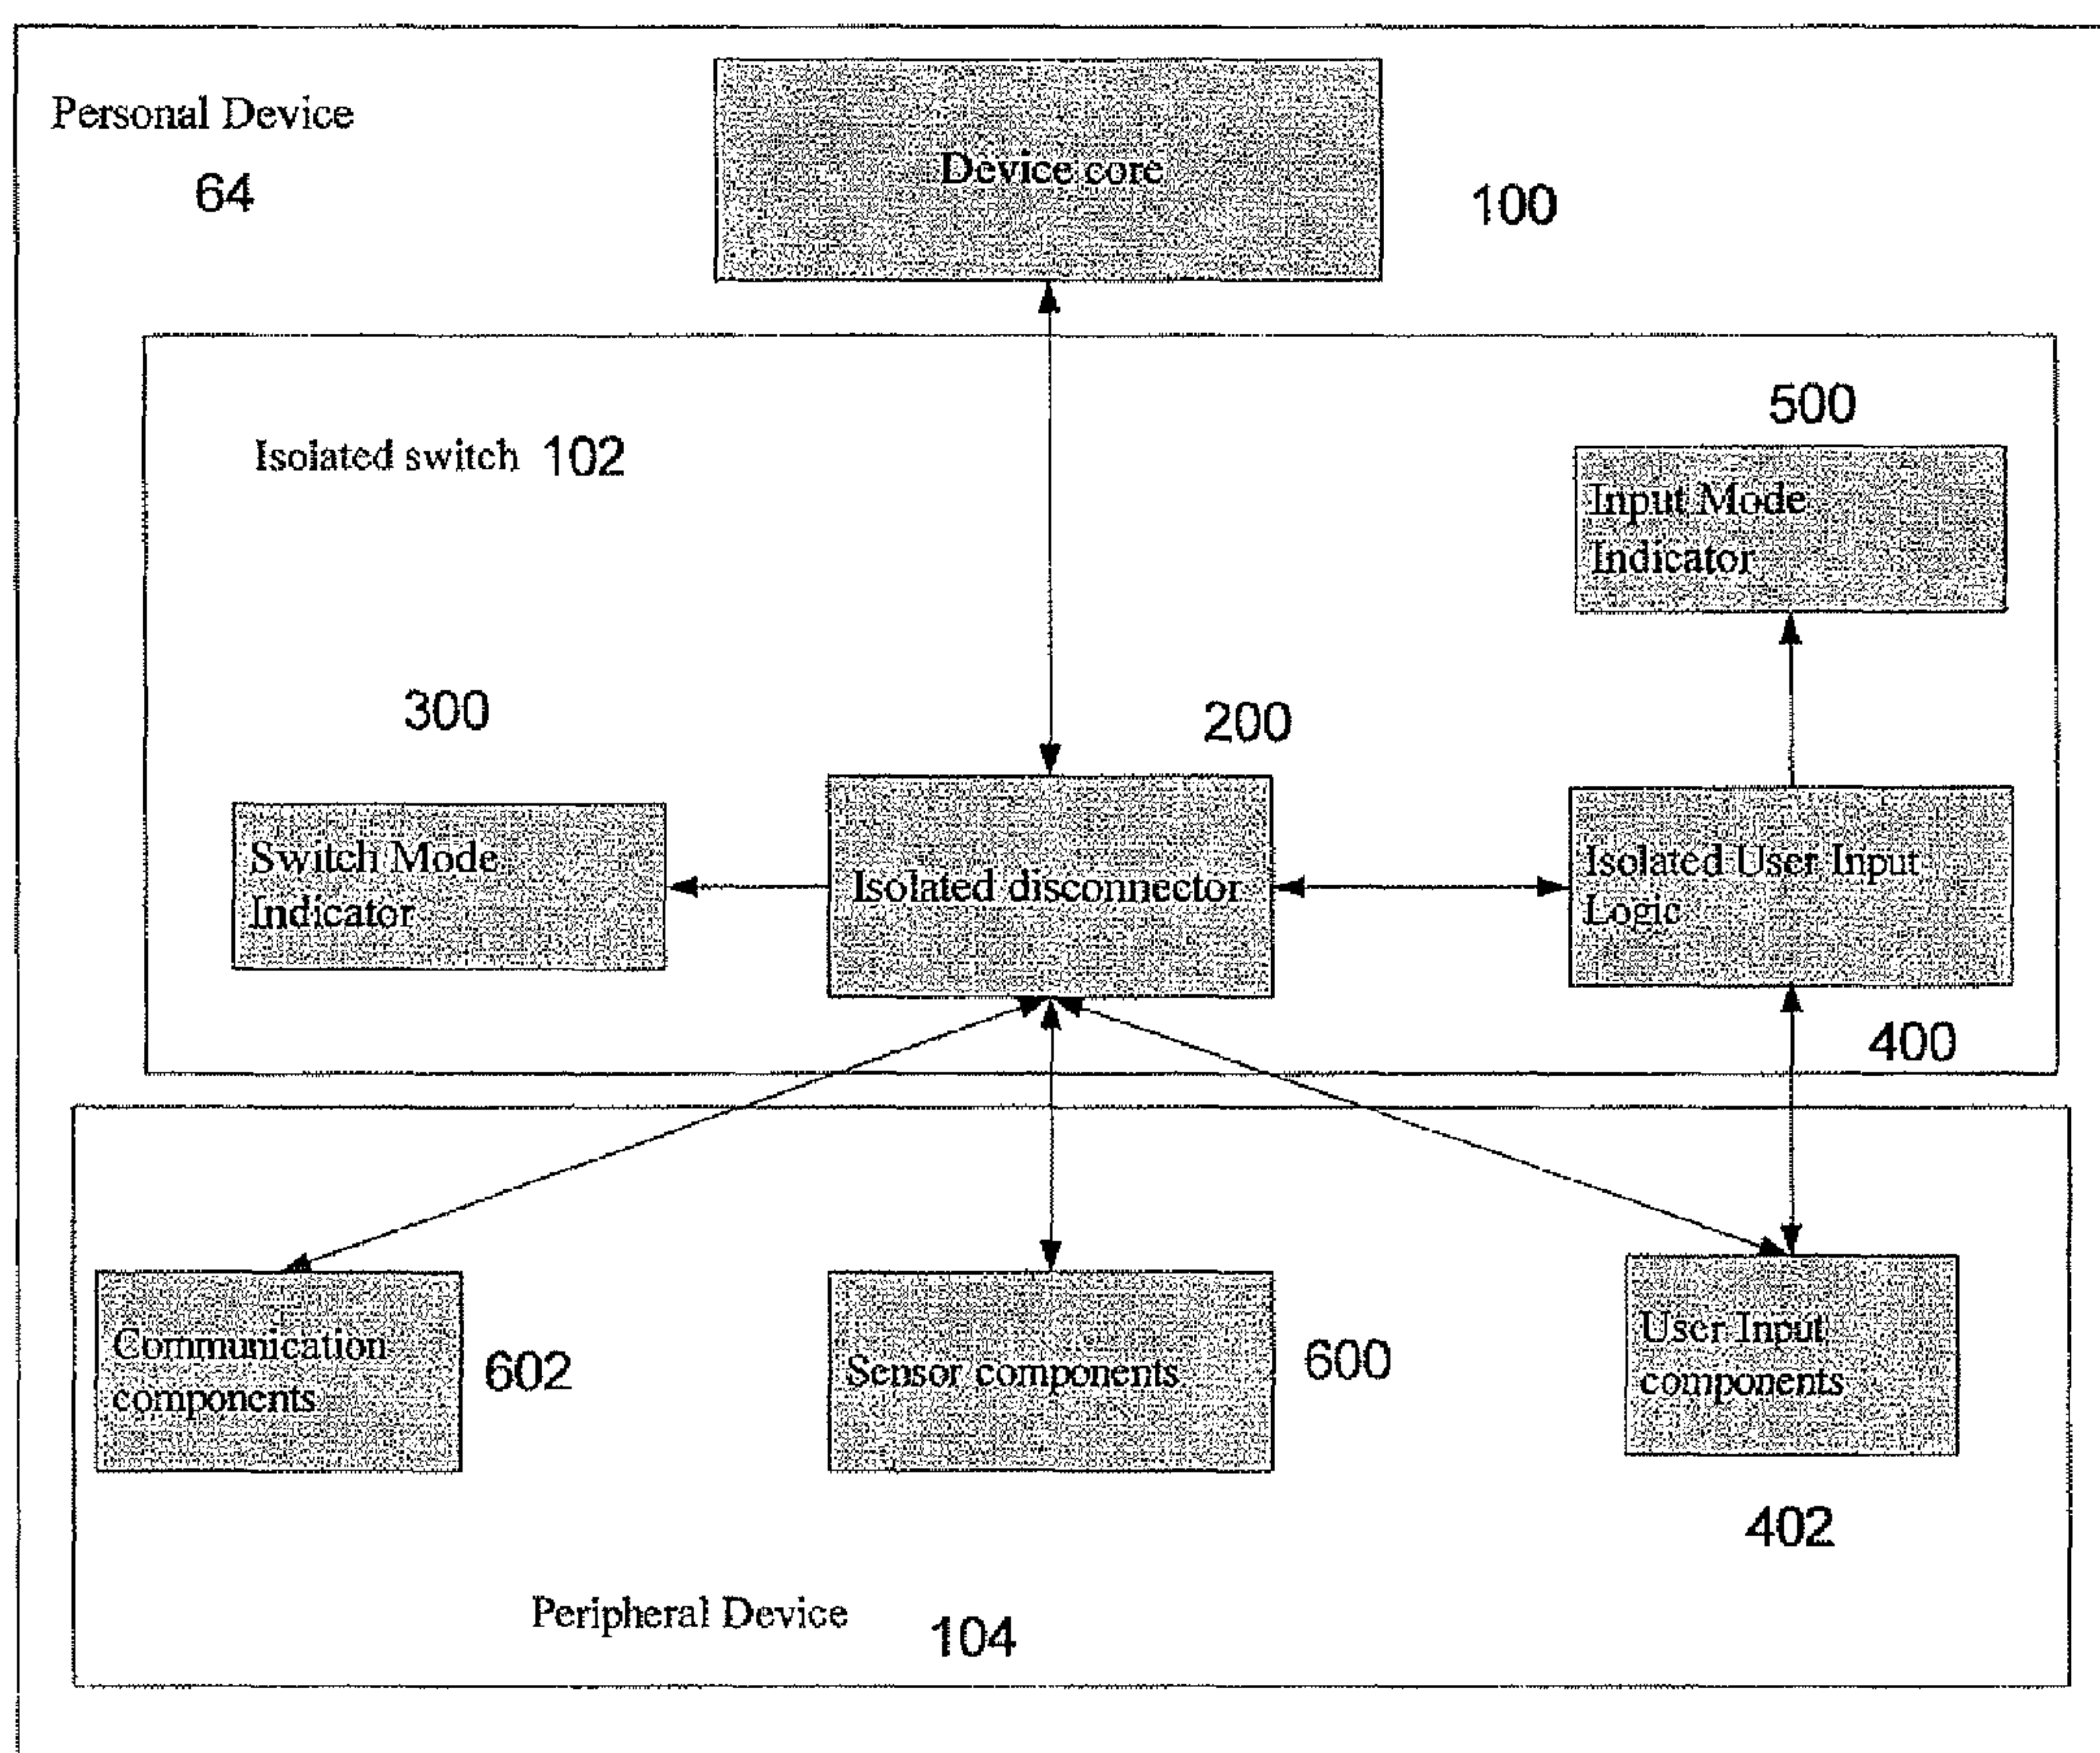 Personal Device
64
Device core
100
Isolated switch 102
500
Input Mode
Indicator
300
200
Switch Mode
Indicator
Isolated disconnector
Isolated User Input
Logic
400
Communication
components
602
Sensor components
600
User Input
components
402
Peripheral Device
104